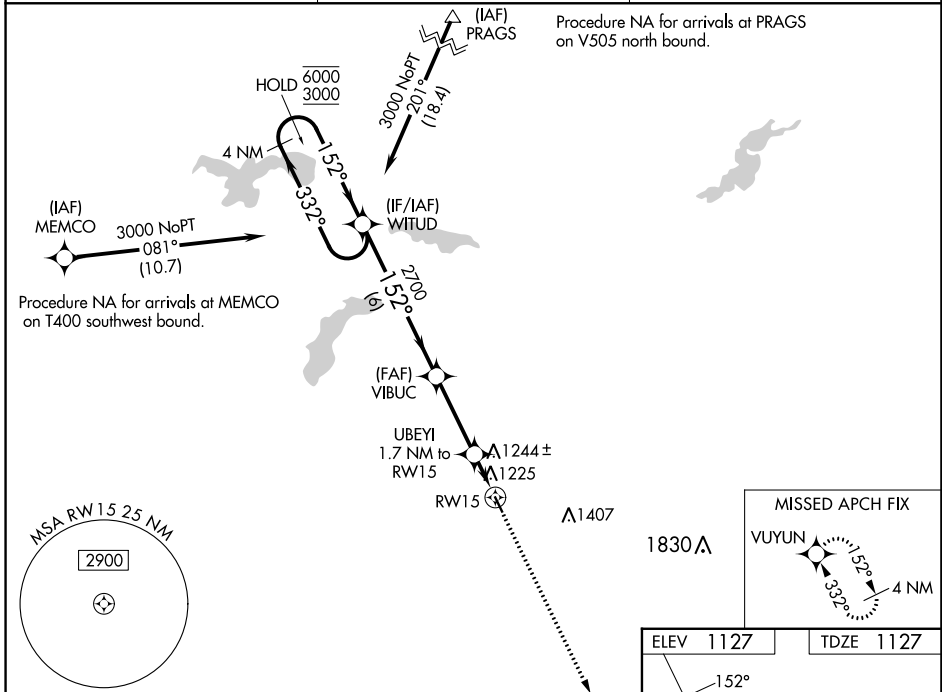 (IAF)
PRAGS
Procedure NA for arrivals at PRAGS
on V505 north bound.
HOLD
6000
3000
3000 NoPT
201°
(18.4)
4 NM
152°
332°
(IF/IAF)
WITUD
(IAF)
MEMCO
3000 NoPT
081°
(10.7)
Procedure NA for arrivals at MEMCO
on T400 southwest bound.
2700
152°
(6)
(FAF)
VIBUC
UBEYI
1.7 NM to
RW15
1244±
1225
RW15
1407
1830
MSA RW15 25 NM
2900
MISSED APCH FIX
VUYUN
152°
332°
4 NM
ELEV 1127
TDZE 1127
152°